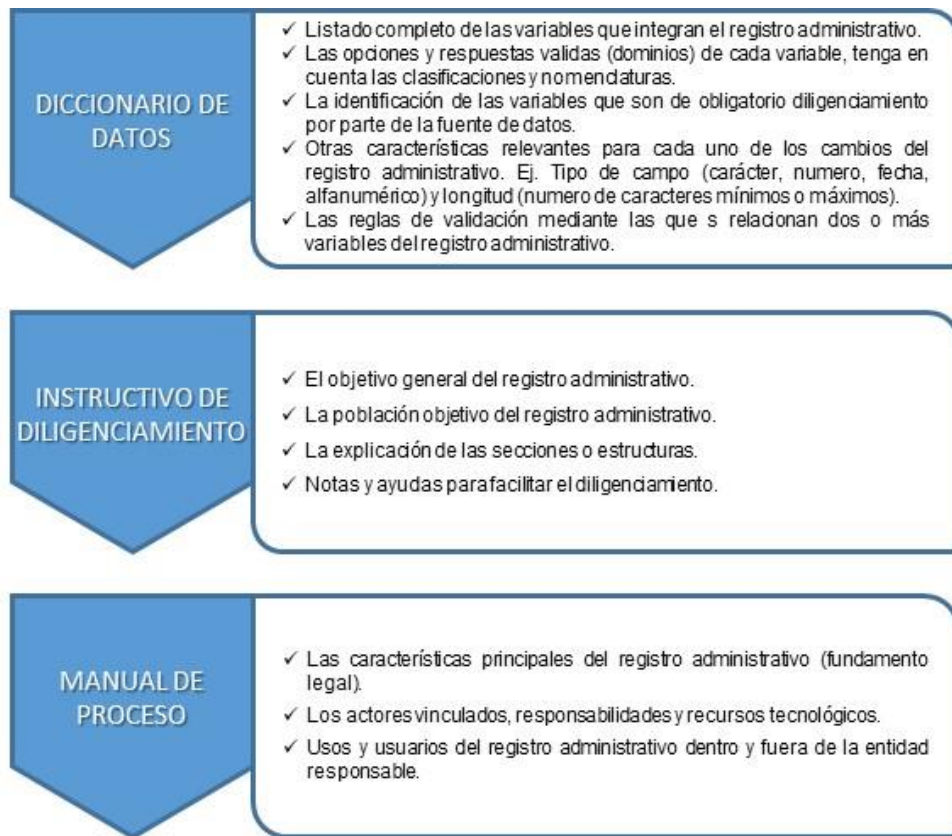 DICCIONARIO DE
DATOS
✓ Listado completo de las variables que integran el registro administrativo.
✓ Las opciones y respuestas validas (dominios) de cada variable, tenga en
cuenta las clasificaciones y nomenclaturas.
✓ La identificación de las variables que son de obligatorio diligenciamiento
por parte de la fuente de datos.
✓ Otras características relevantes para cada uno de los cambios del
registro administrativo. Ej. Tipo de campo (carácter, numero, fecha,
alfanumérico) y longitud (numero de caracteres mínimos o máximos).
✓ Las reglas de validación mediante las que s relacionan dos o más
variables del registro administrativo.
INSTRUCTIVO DE
DILIGENCIAMIENTO
✓ El objetivo general del registro administrativo.
✓ La población objetivo del registro administrativo.
✓ La explicación de las secciones o estructuras.
✓ Notas y ayudas para facilitar el diligenciamiento.
MANUAL DE
PROCESO
✓ Las características principales del registro administrativo (fundamento
legal).
✓ Los actores vinculados, responsabilidades y recursos tecnológicos.
✓ Usos y usuarios del registro administrativo dentro y fuera de la entidad
responsable.